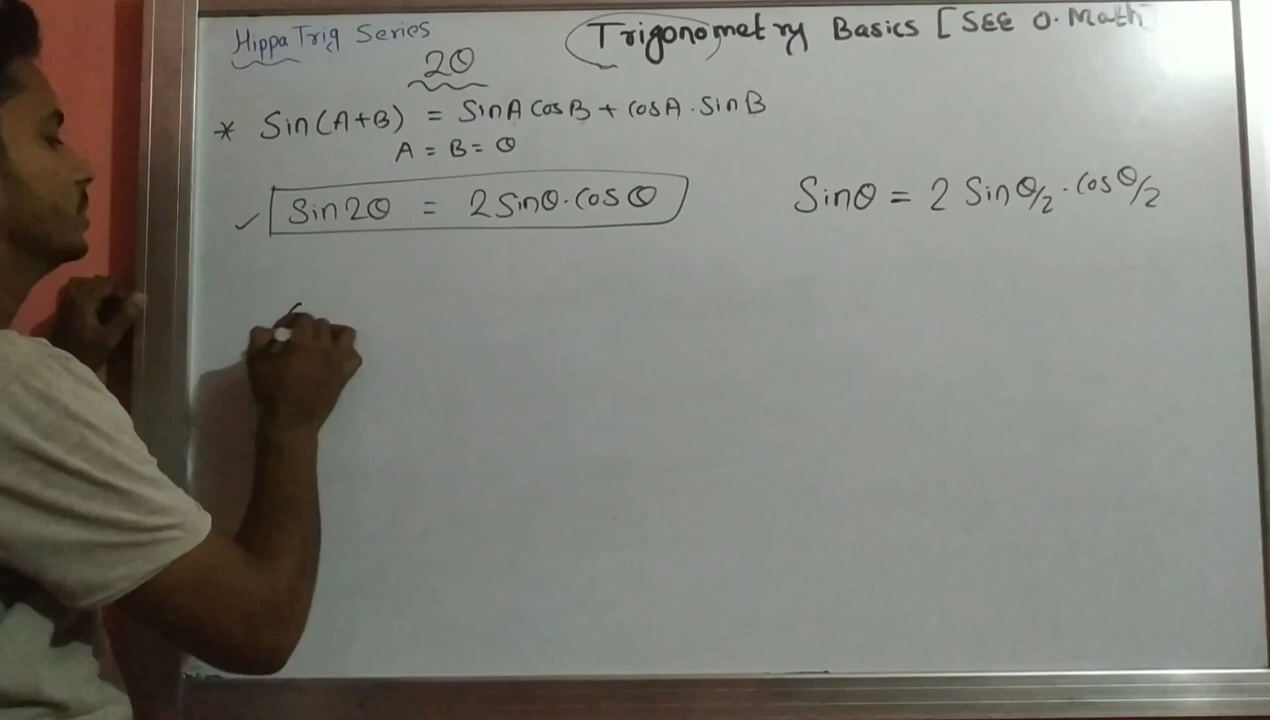 Hippa Trig Series
Trigonometry Basics [SEE O.Math
2θ
* Sin(A+B) = SinA CosB + CosA . SinB
A = B = θ
✓ Sin2θ = 2Sinθ.Cosθ
Sinθ = 2 Sinθ/2 . Cosθ/2